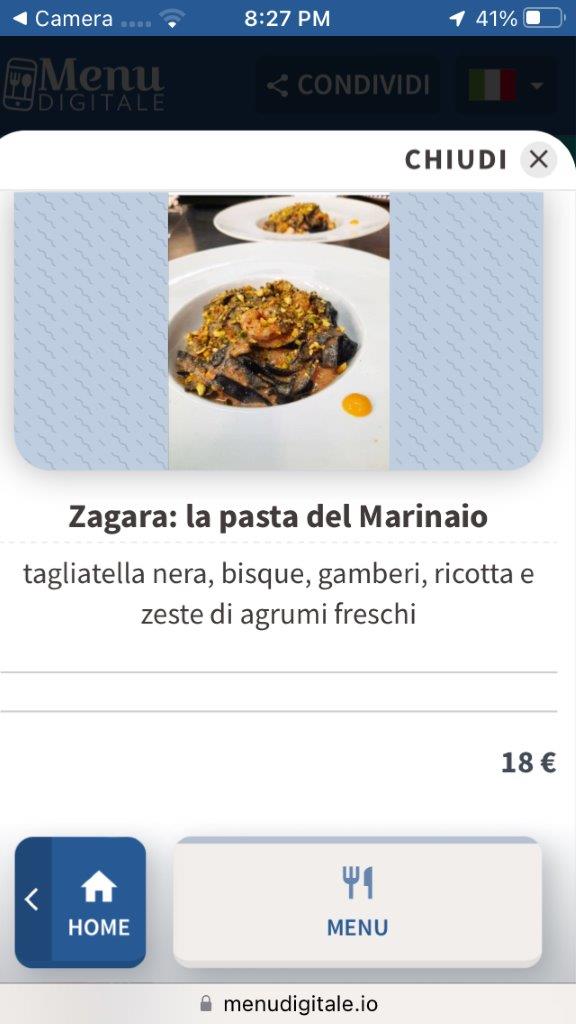 Camera
8:27 PM
41%
Menu
DIGITALE
CONDIVIDI
CHIUDI
Zagara: la pasta del Marinaio
tagliatella nera, bisque, gamberi, ricotta e
zeste di agrumi freschi
18 €
HOME
MENU
menudigitale.io